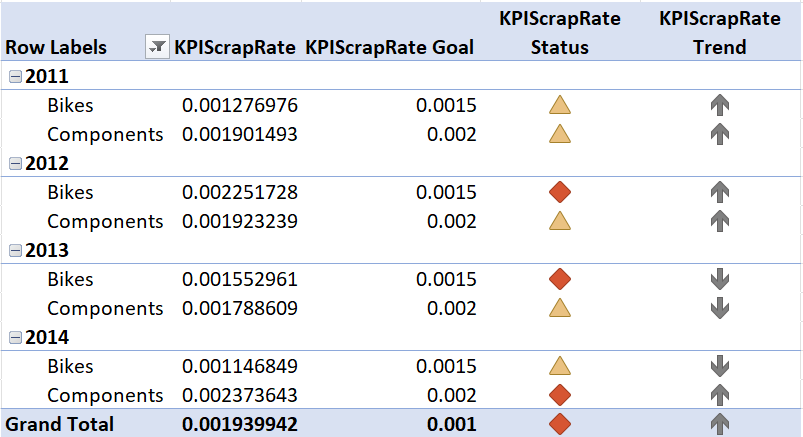 Row Labels KPIScrapRate KPIScrapRate Goal KPIScrapRate Status KPIScrapRate Trend
2011
Bikes 0.001276976 0.0015
Components 0.001901493 0.002
2012
Bikes 0.002251728 0.0015
Components 0.001923239 0.002
2013
Bikes 0.001552961 0.0015
Components 0.001788609 0.002
2014
Bikes 0.001146849 0.0015
Components 0.002373643 0.002
Grand Total 0.001939942 0.001